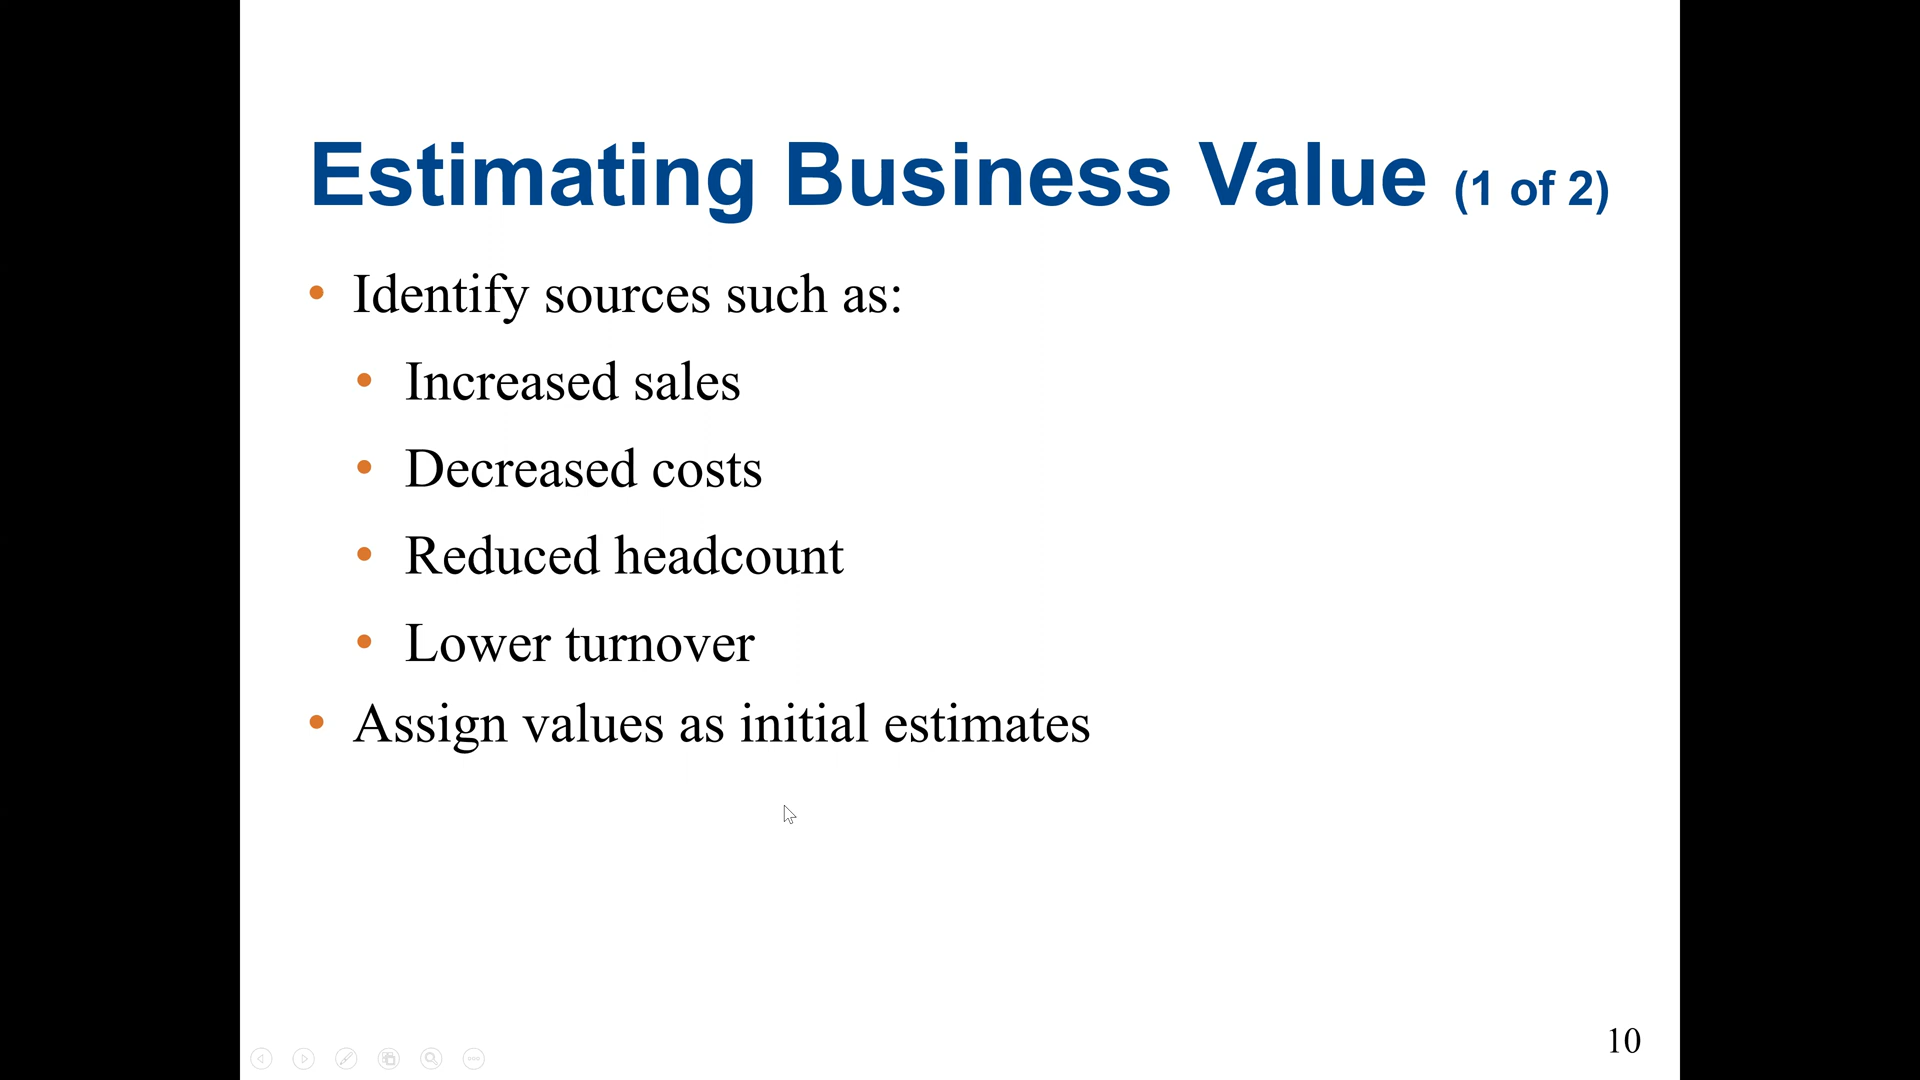 Estimating Business Value (1 of 2)
• Identify sources such as:
• Increased sales
• Decreased costs
• Reduced headcount
• Lower turnover
• Assign values as initial estimates
10